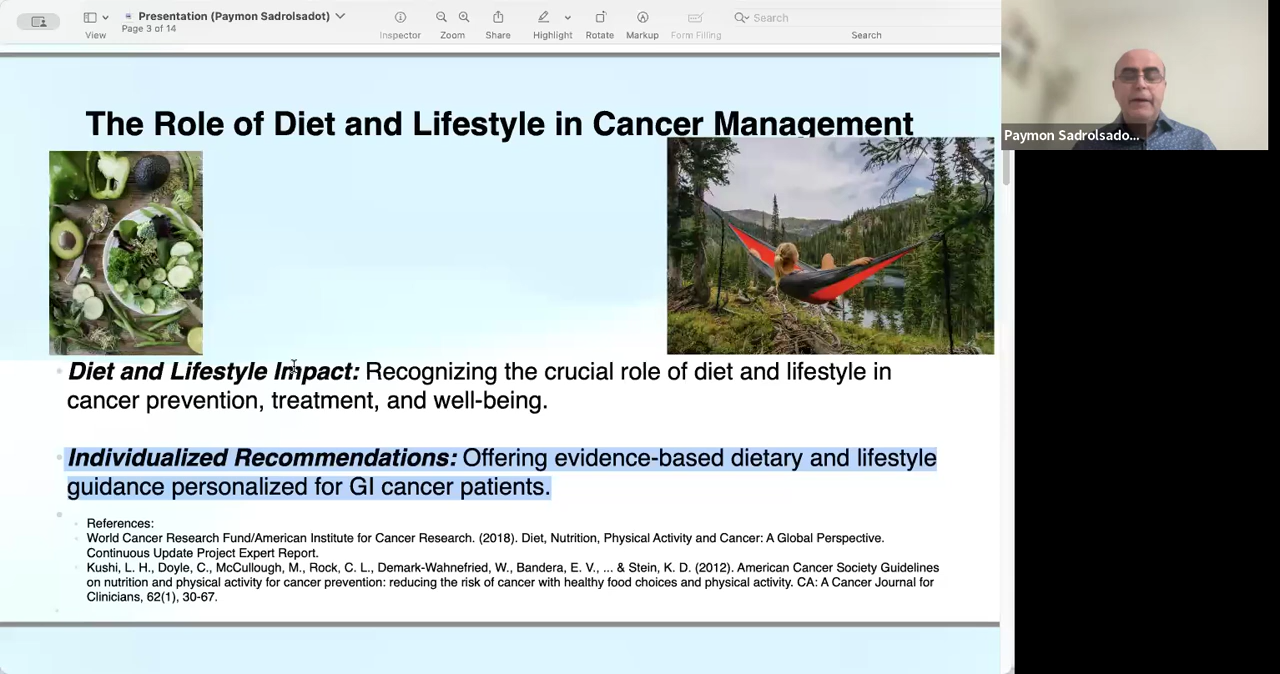 Presentation (Paymon Sadrolsadot)
Page 3 of 14
View
Inspector
Zoom
Share
Highlight
Rotate
Markup
Form Filling
Search
Search
Paymon Sadrolsado...
The Role of Diet and Lifestyle in Cancer Management
Diet and Lifestyle Impact: Recognizing the crucial role of diet and lifestyle in
cancer prevention, treatment, and well-being.
Individualized Recommendations: Offering evidence-based dietary and lifestyle
guidance personalized for GI cancer patients.
References:
World Cancer Research Fund/American Institute for Cancer Research. (2018). Diet, Nutrition, Physical Activity and Cancer: A Global Perspective.
Continuous Update Project Expert Report.
Kushi, L. H., Doyle, C., McCullough, M., Rock, C. L., Demark-Wahnefried, W., Bandera, E. V., ... & Stein, K. D. (2012). American Cancer Society Guidelines
on nutrition and physical activity for cancer prevention: reducing the risk of cancer with healthy food choices and physical activity. CA: A Cancer Journal for
Clinicians, 62(1), 30-67.